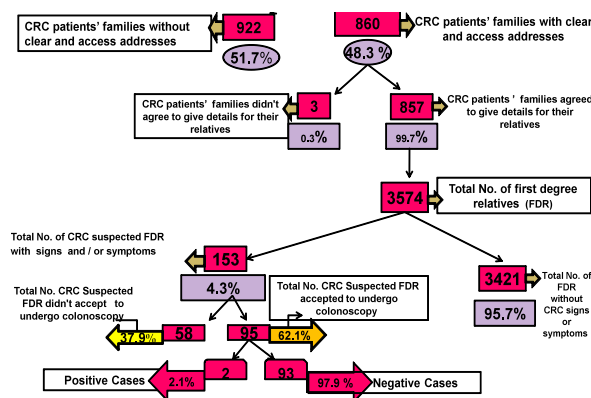 CRC patients' families without
clear and access addresses
922
51.7%
860
48.3 %
CRC patients' families with clear
and access addresses
CRC patients' families didn't
agree to give details for their
relatives
3
0.3%
857
99.7%
CRC patients ' families agreed
to give details for their
relatives
3574
Total No. of first degree
relatives (FDR)
Total No. of CRC suspected FDR
with signs and / or symptoms
153
4.3%
3421
95.7%
Total No. of
FDR
without
CRC signs
or
symptoms
Total No. CRC Suspected
FDR didn't accept to
undergo colonoscopy
37.9%
58
95
62.1%
Total No. CRC Suspected FDR
accepted to undergo
colonoscopy
Positive Cases
2.1%
2
93
97.9 %
Negative Cases